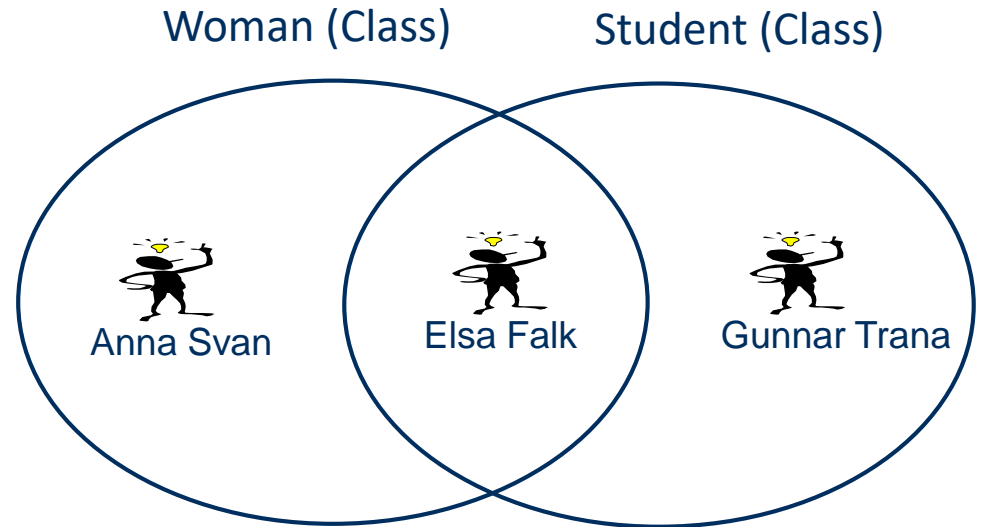 Woman (Class)
Student (Class)
Anna Svan
Elsa Falk
Gunnar Trana